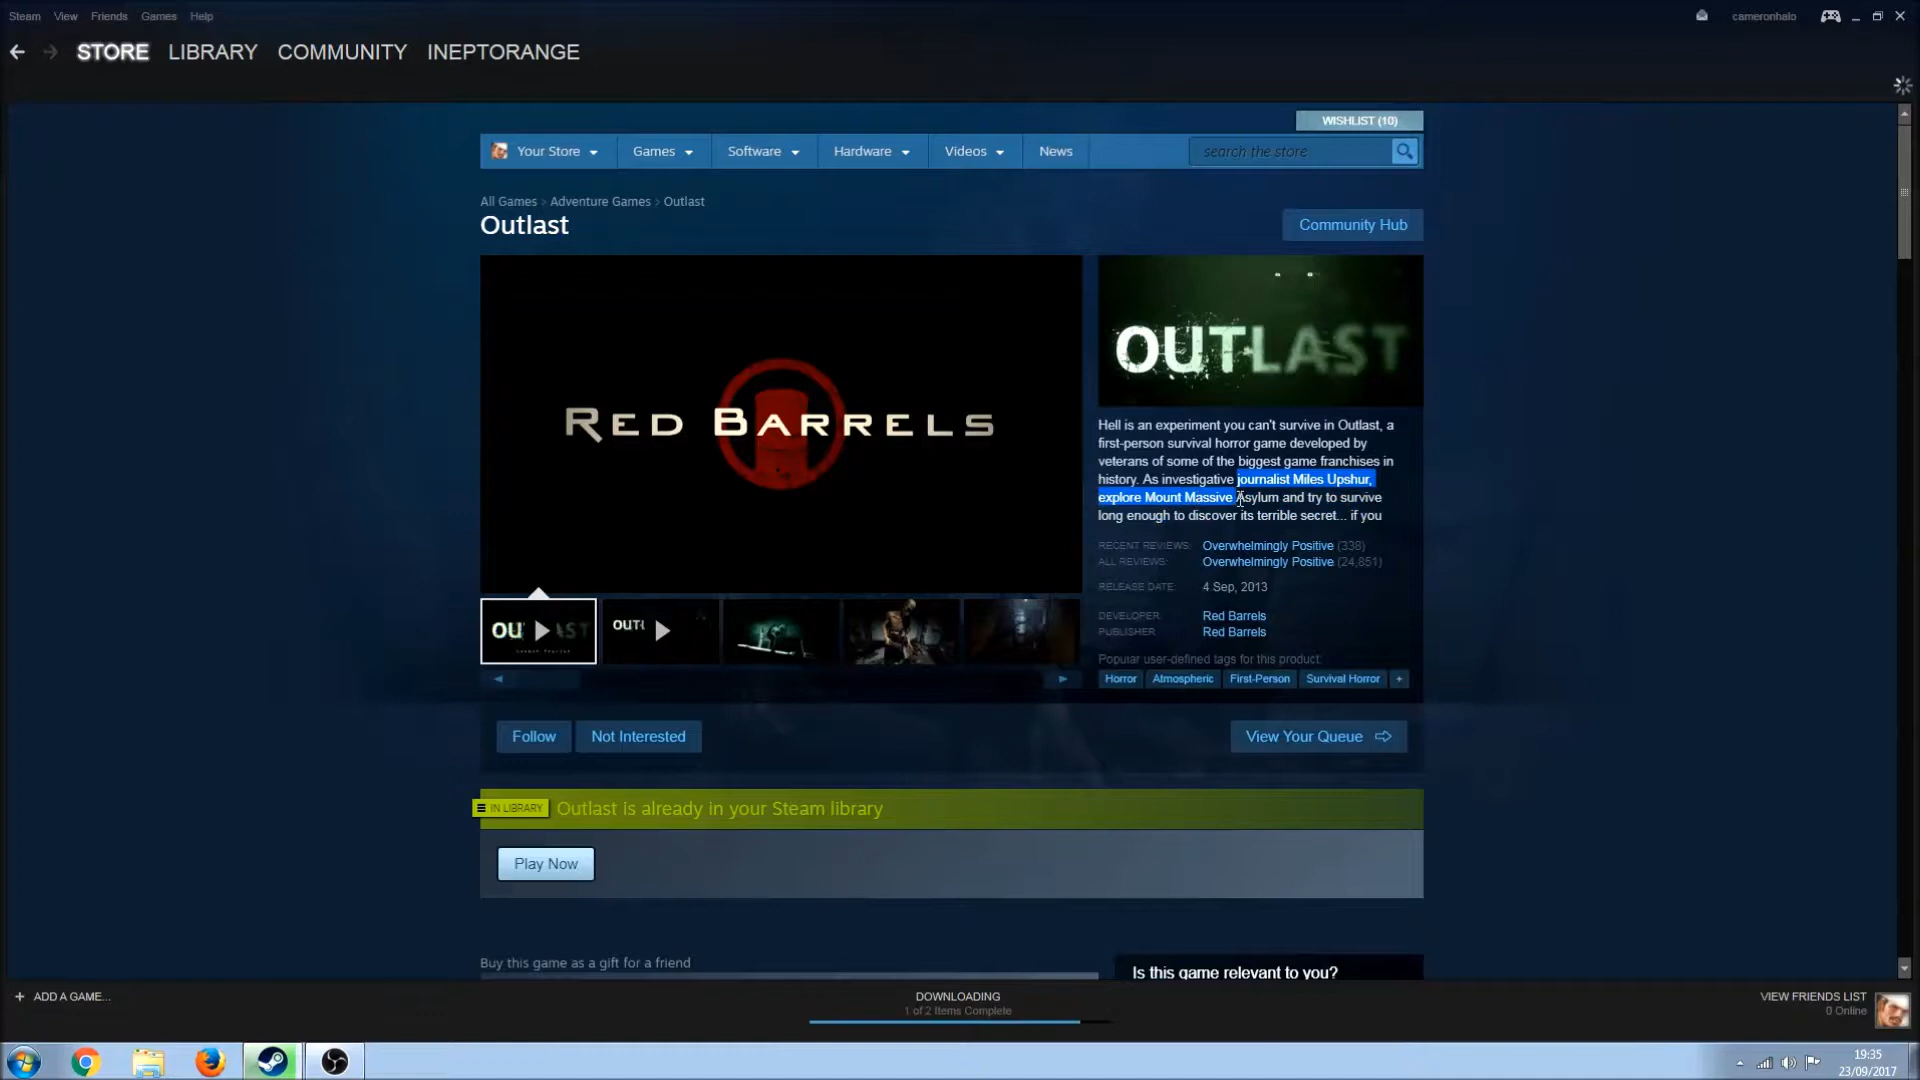 Steam View Friends Games Help
cameronhalo
STORE LIBRARY COMMUNITY INEPTORANGE
WISHLIST (10)
Your Store Games Software Hardware Videos News
search the store
All Games > Adventure Games > Outlast
Outlast
Community Hub
RED BARRELS
OUTLAST
Hell is an experiment you can't survive in Outlast, a
first-person survival horror game developed by
veterans of some of the biggest game franchises in
history. As investigative journalist Miles Upshur,
explore Mount Massive Asylum and try to survive
long enough to discover its terrible secret... if you
RECENT REVIEWS: Overwhelmingly Positive (338)
ALL REVIEWS: Overwhelmingly Positive (24,851)
RELEASE DATE: 4 Sep, 2013
DEVELOPER: Red Barrels
PUBLISHER: Red Barrels
Popular user-defined tags for this product:
Horror Atmospheric First-Person Survival Horror +
Follow Not Interested
View Your Queue
IN LIBRARY Outlast is already in your Steam library
Play Now
Buy this game as a gift for a friend
Is this game relevant to you?
+ ADD A GAME...
DOWNLOADING
1 of 2 Items Complete
VIEW FRIENDS LIST
0 Online
19:35
23/09/2017